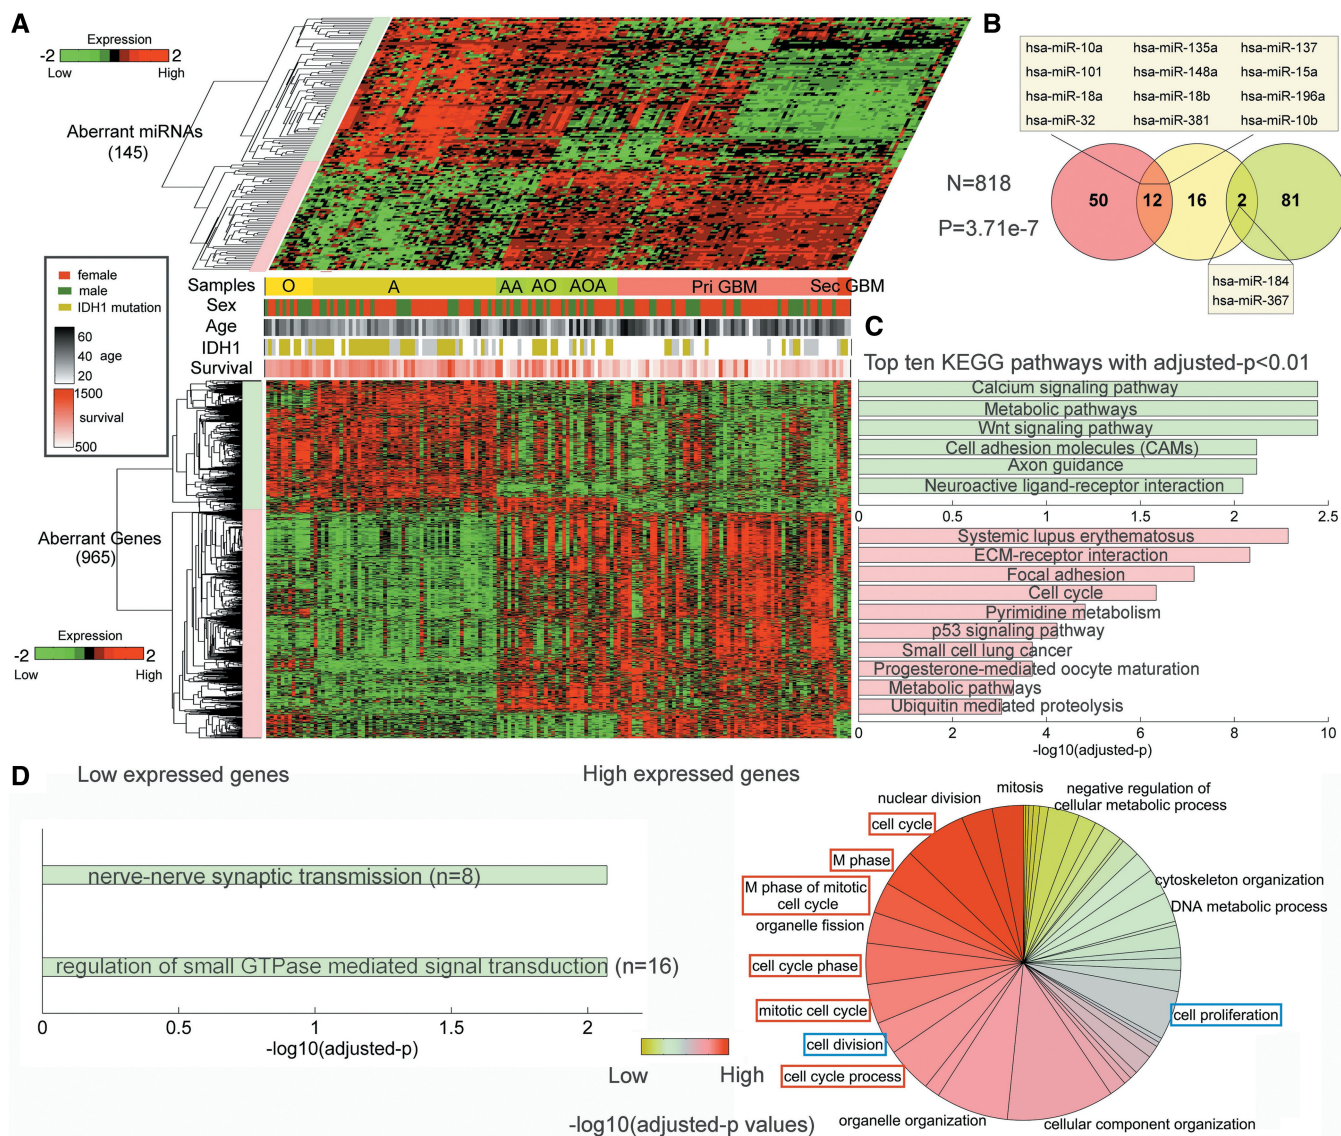 A
Expression
-2
2
Low
High
Aberrant miRNAs
(145)
female
male
IDH1 mutation
60
40 age
20
1500
survival
500
Samples
O
A
AA
AO
AOA
Pri GBM
Sec GBM
Sex
Age
IDH1
Survival
Aberrant Genes
(965)
Expression
-2
2
Low
High
B
hsa-miR-10a hsa-miR-135a hsa-miR-137
hsa-miR-101 hsa-miR-148a hsa-miR-15a
hsa-miR-18a hsa-miR-18b hsa-miR-196a
hsa-miR-32 hsa-miR-381 hsa-miR-10b
N=818
P=3.71e-7
50 12 16 2 81
hsa-miR-184
hsa-miR-367
C
Top ten KEGG pathways with adjusted-p<0.01
Calcium signaling pathway
Metabolic pathways
Wnt signaling pathway
Cell adhesion molecules (CAMs)
Axon guidance
Neuroactive ligand-receptor interaction
0.5 1 1.5 2 2.5
Systemic lupus erythematosus
ECM-receptor interaction
Focal adhesion
Cell cycle
Pyrimidine metabolism
p53 signaling pathway
Small cell lung cancer
Progesterone-mediated oocyte maturation
Metabolic pathways
Ubiquitin mediated proteolysis
0 2 4 6 8 10
-log10(adjusted-p)
D
Low expressed genes
nerve-nerve synaptic transmission (n=8)
regulation of small GTPase mediated signal transduction (n=16)
0 0.5 1 1.5 2
-log10(adjusted-p)
High expressed genes
mitosis
negative regulation of
cellular metabolic process
nuclear division
cell cycle
M phase
M phase of mitotic
cell cycle
organelle fission
cell cycle phase
mitotic cell cycle
cell division
cell cycle process
organelle organization
cellular component organization
cell proliferation
DNA metabolic process
cytoskeleton organization
Low
High
-log10(adjusted-p values)